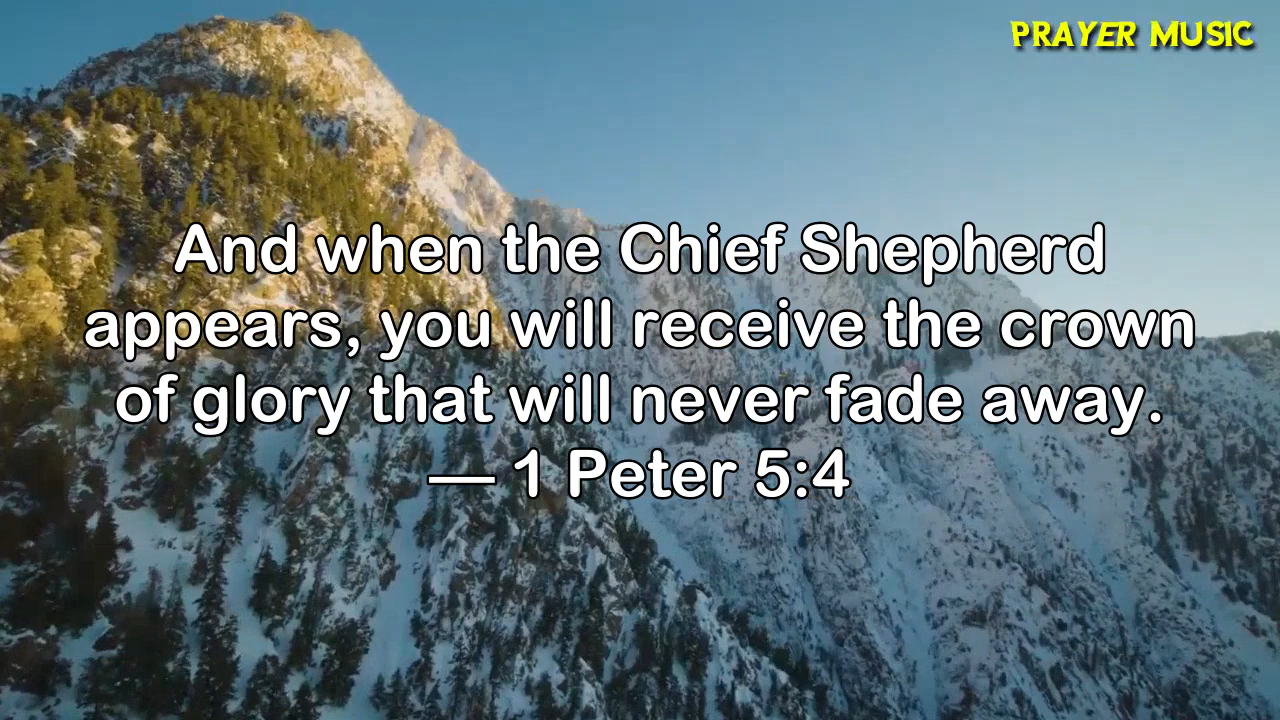 PRAYER MUSIC
And when the Chief Shepherd
appears, you will receive the crown
of glory that will never fade away.
— 1 Peter 5:4